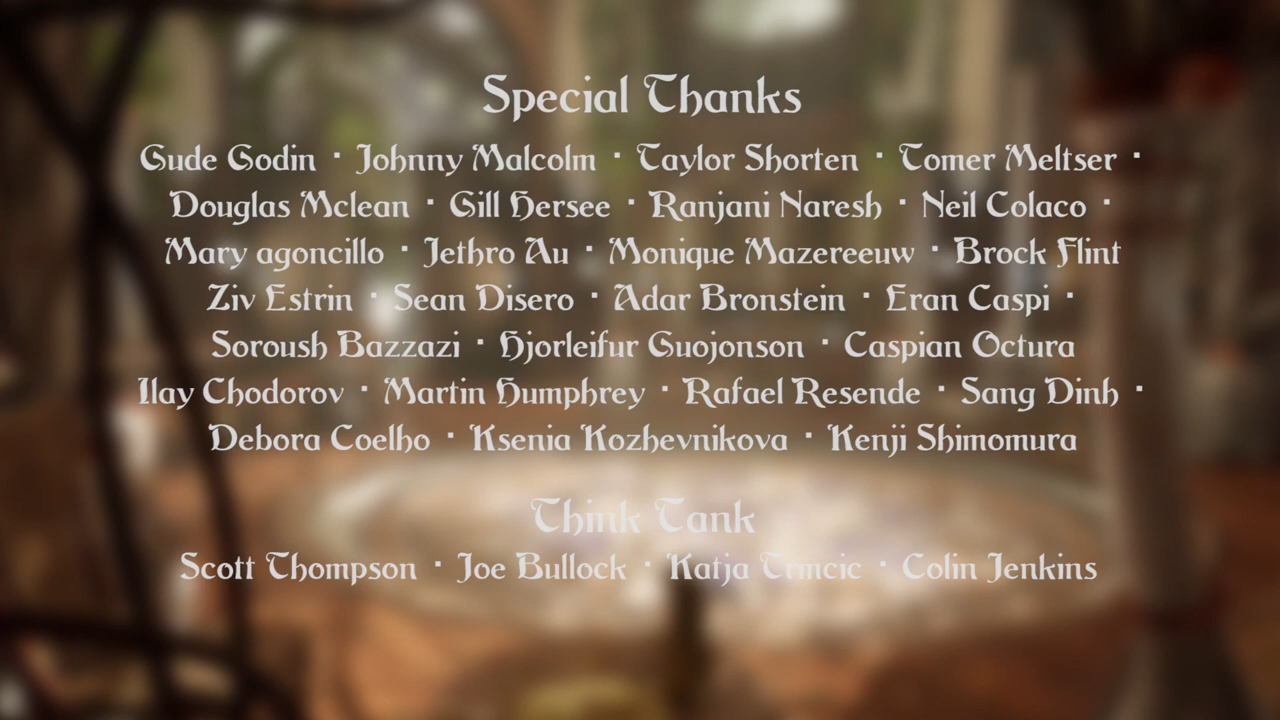 Special Thanks
Gude Godin · Johnny Malcolm · Taylor Shorten · Tomer Meltser ·
Douglas Mclean · Gill Hersee · Ranjani Naresh · Neil Colaco ·
Mary agoncillo · Jethro Au · Monique Mazereeuw · Brock Flint
Ziv Estrin · Sean Disero · Adar Bronstein · Eran Caspi ·
Soroush Bazzazi · Hjorleifur Guojonson · Caspian Octura
Ilay Chodorov · Martin Humphrey · Rafael Resende · Sang Dinh ·
Debora Coelho · Ksenia Kozhevnikova · Kenji Shimomura
Think Tank
Scott Thompson · Joe Bullock · Katja Trmcic · Colin Jenkins